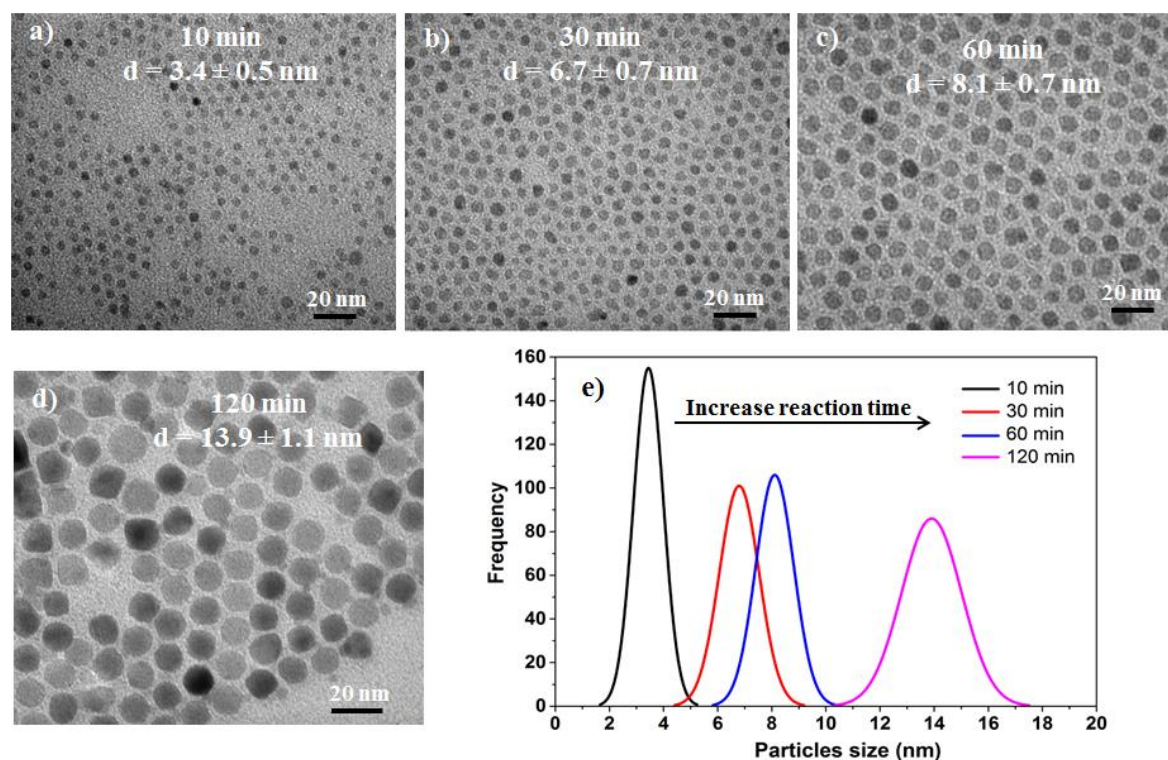 a)
10 min
d = 3.4 ± 0.5 nm
20 nm
b)
30 min
d = 6.7 ± 0.7 nm
20 nm
c)
60 min
d = 8.1 ± 0.7 nm
20 nm
d)
120 min
d = 13.9 ± 1.1 nm
20 nm
e)
Increase reaction time
10 min
30 min
60 min
120 min
Frequency
160
140
120
100
80
60
40
20
0
0 2 4 6 8 10 12 14 16 18 20
Particles size (nm)